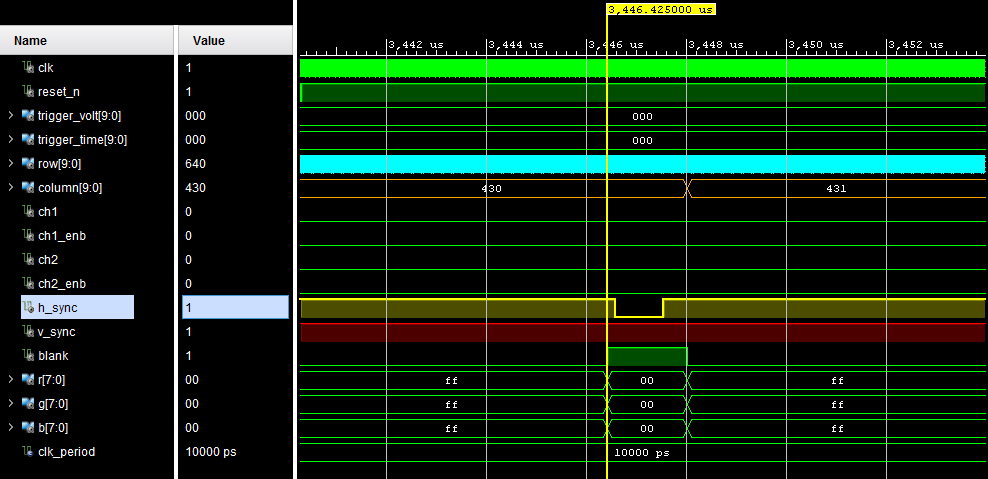 3,446.425000 us
Name Value
3,442 us 3,444 us 3,446 us 3,448 us 3,450 us 3,452 us
clk 1
reset_n 1
trigger_volt[9:0] 000 000
trigger_time[9:0] 000 000
row[9:0] 640
column[9:0] 430 430 431
ch1 0
ch1_enb 0
ch2 0
ch2_enb 0
h_sync 1
v_sync 1
blank 1
r[7:0] 00 ff 00 ff
g[7:0] 00 ff 00 ff
b[7:0] 00 ff 00 ff
clk_period 10000 ps 10000 ps